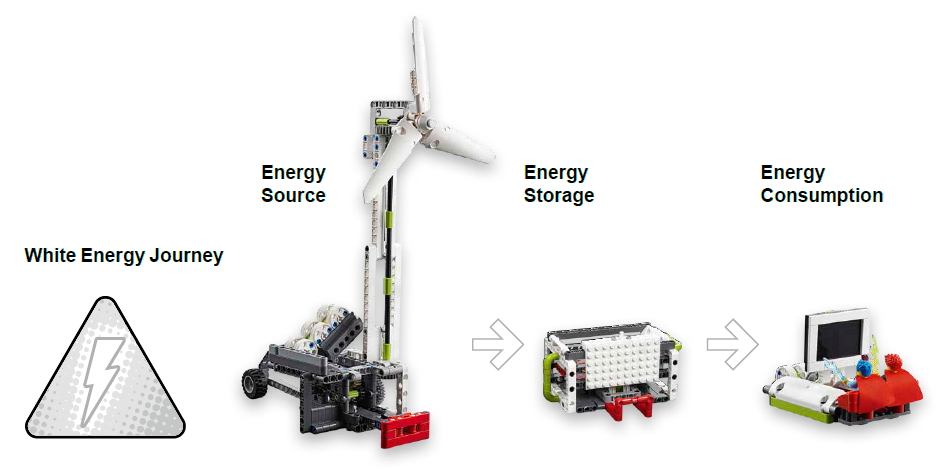 Energy
Source
Energy
Storage
Energy
Consumption
White Energy Journey